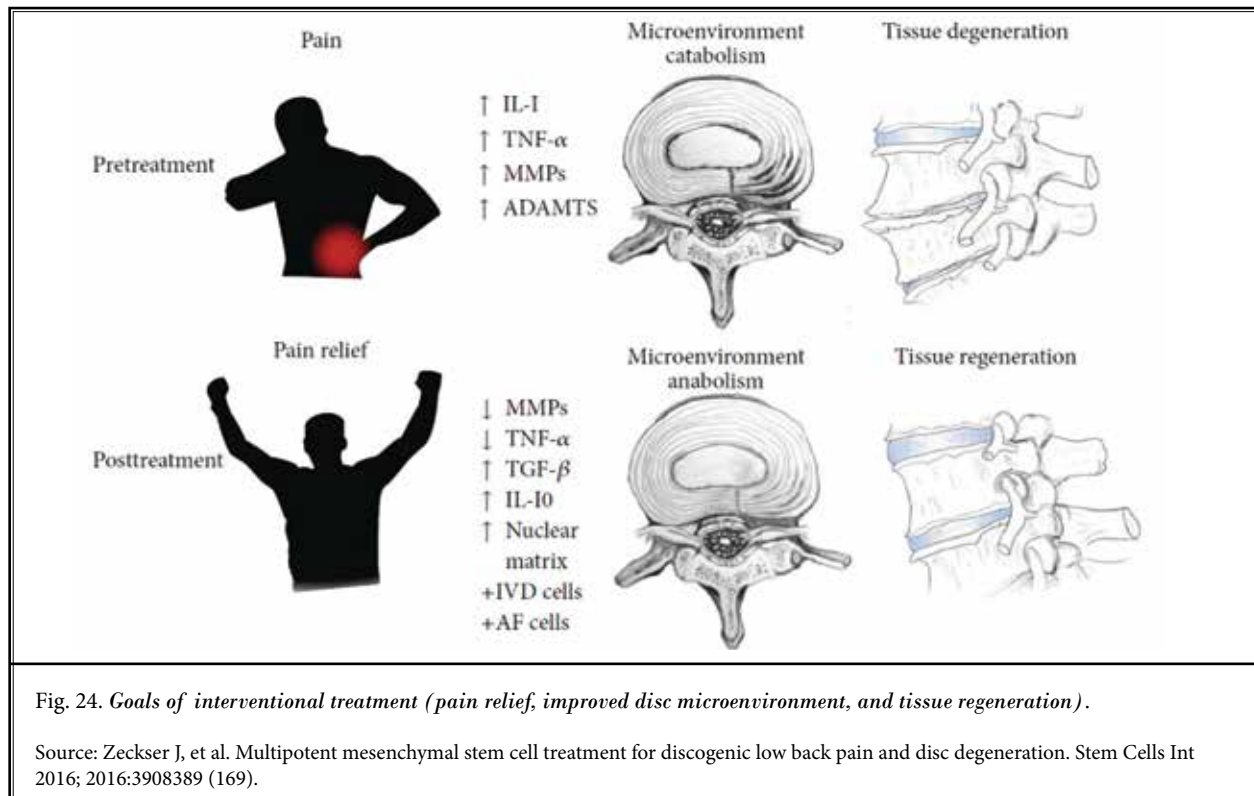 Pain
Microenvironment
catabolism
Tissue degeneration
Pretreatment
↑ IL-I
↑ TNF-α
↑ MMPs
↑ ADAMTS
Pain relief
Microenvironment
anabolism
Tissue regeneration
Posttreatment
↓ MMPs
↓ TNF-α
↑ TGF-β
↑ IL-I0
↑ Nuclear
matrix
+IVD cells
+AF cells
Fig. 24. Goals of interventional treatment (pain relief, improved disc microenvironment, and tissue regeneration).
Source: Zeckser J, et al. Multipotent mesenchymal stem cell treatment for discogenic low back pain and disc degeneration. Stem Cells Int
2016; 2016:3908389 (169).